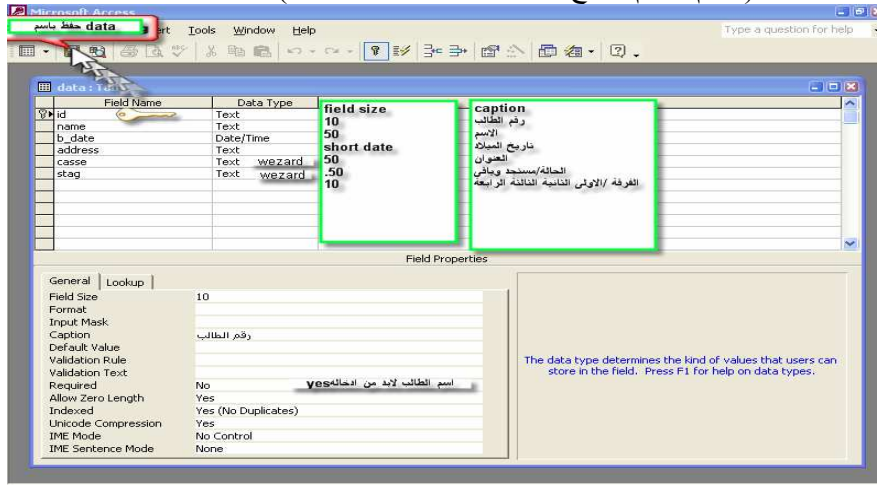 Microsoft Access
حفظ باسم data
Tools Window Help
Type a question for help
data :
Field Name Data Type field size caption
id Text 10 رقم الطالب
name Text 50 الاسم
b_date Date/Time short date تاريخ الميلاد
address Text 50 العنوان
casse Text wezard .50 الحالة/مستجد وباقي
stag Text wezard 10 الفرقة /الاولى الثانية الثالثة الرابعة
Field Properties
General Lookup
Field Size 10
Format
Input Mask
Caption رقم الطالب
Default Value
Validation Rule
Validation Text
Required No اسم الطالب لابد من ادخاله yes
Allow Zero Length Yes
Indexed Yes (No Duplicates)
Unicode Compression Yes
IME Mode No Control
IME Sentence Mode None
The data type determines the kind of values that users can
store in the field. Press F1 for help on data types.